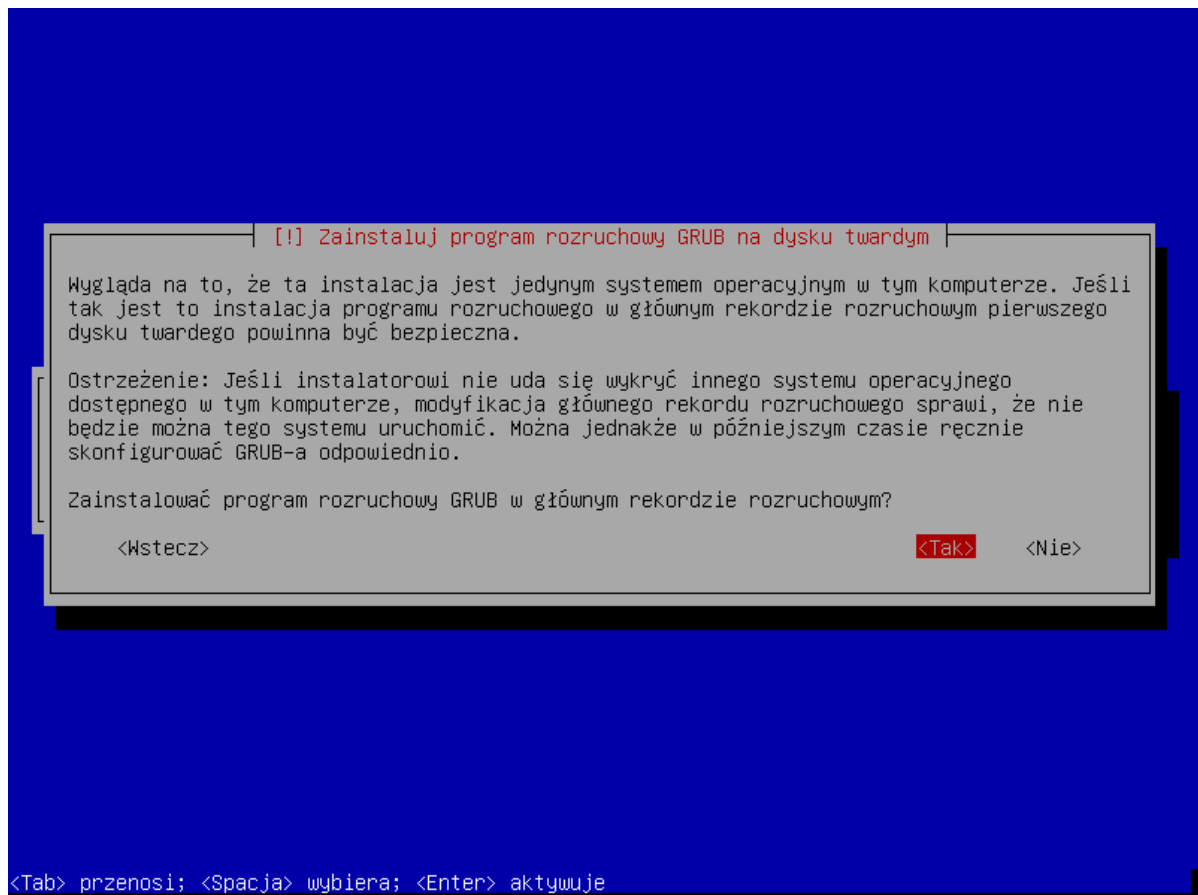 [!] Zainstaluj program rozruchowy GRUB na dysku twardym
Wygląda na to, że ta instalacja jest jedynym systemem operacyjnym w tym komputerze. Jeśli
tak jest to instalacja programu rozruchowego w głównym rekordzie rozruchowym pierwszego
dysku twardego powinna być bezpieczna.
Ostrzeżenie: Jeśli instalatorowi nie uda się wykryć innego systemu operacyjnego
dostępnego w tym komputerze, modyfikacja głównego rekordu rozruchowego sprawi, że nie
będzie można tego systemu uruchomić. Można jednakże w późniejszym czasie ręcznie
skonfigurować GRUB-a odpowiednio.
Zainstalować program rozruchowy GRUB w głównym rekordzie rozruchowym?
<Wstecz> <Tak> <Nie>
<Tab> przenosi; <Spacja> wybiera; <Enter> aktywuje